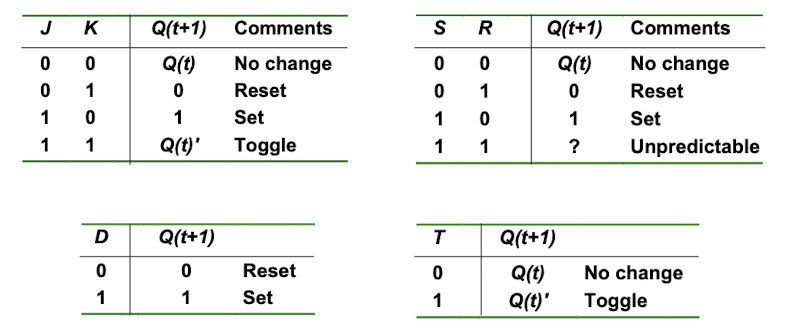 J K Q(t+1) Comments
0 0 Q(t) No change
0 1 0 Reset
1 0 1 Set
1 1 Q(t)' Toggle
S R Q(t+1) Comments
0 0 Q(t) No change
0 1 0 Reset
1 0 1 Set
1 1 ? Unpredictable
D Q(t+1)
0 0 Reset
1 1 Set
T Q(t+1)
0 Q(t) No change
1 Q(t)' Toggle